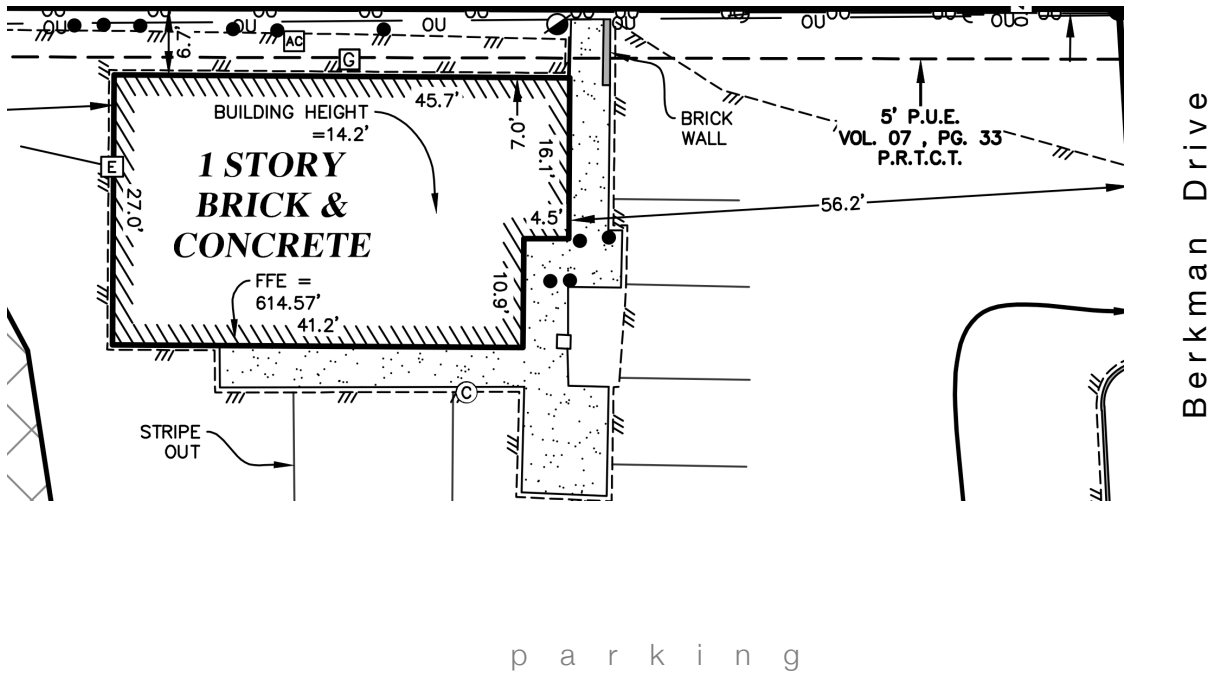 OU
OU
OU
OU
6.7'
AC
G
45.7'
BUILDING HEIGHT
=14.2'
7.0'
16.1'
BRICK
WALL
5' P.U.E.
VOL. 07 , PG. 33
P.R.T.C.T.
E
1 STORY
BRICK &
CONCRETE
27.0'
4.5'
56.2'
FFE =
614.57'
41.2'
10.9'
C
STRIPE
OUT
Berkman Drive
parking